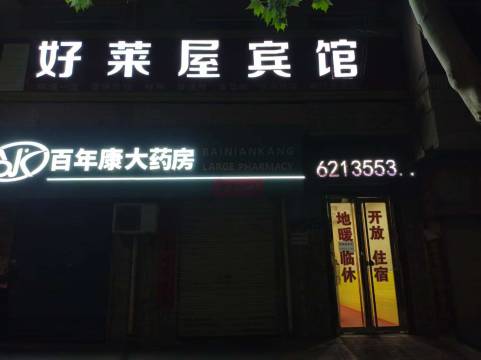 好莱屋宾馆
百年康大药房
BAINIANKANG
LARGE PHARMACY
6213553..
地暖 临休
开放 住宿